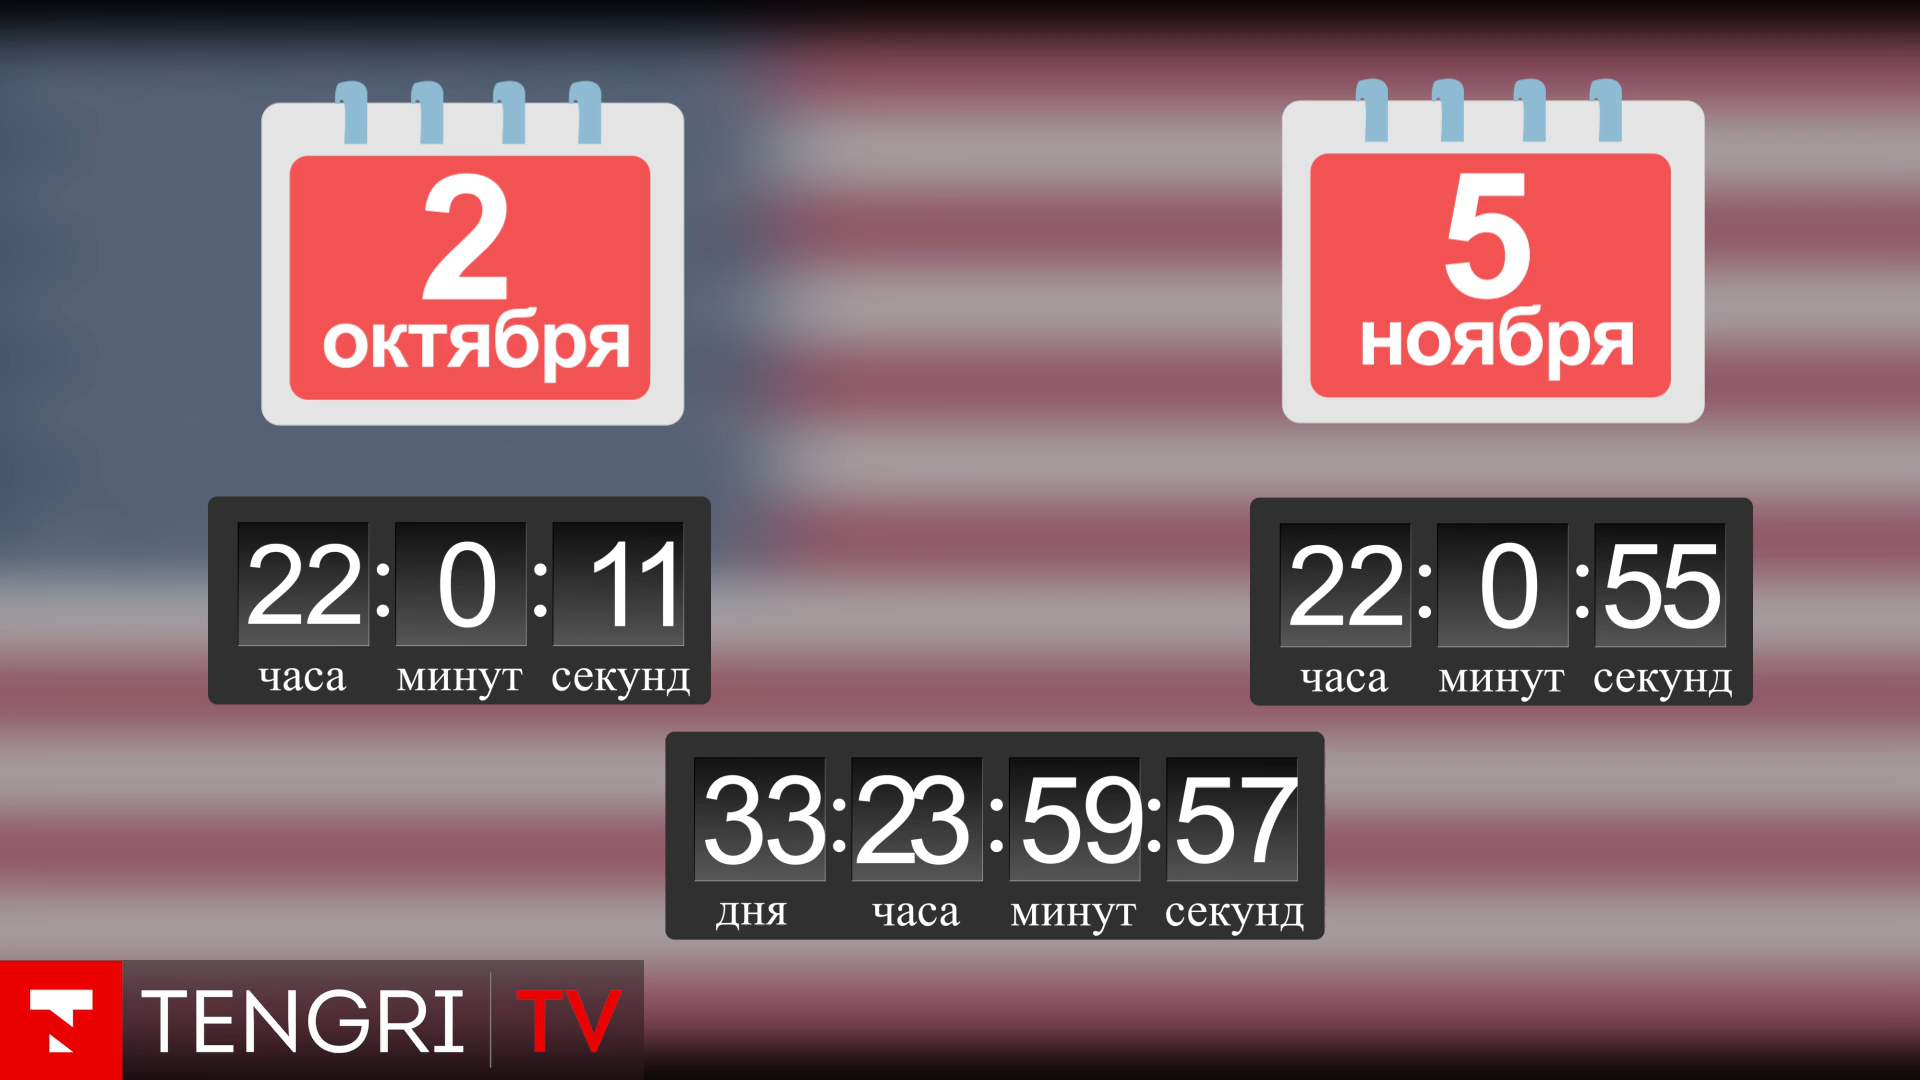 2
октября
5
ноября
22 : 0 : 11
часа минут секунд
22 : 0 : 55
часа минут секунд
33 : 23 : 59 : 57
дня часа минут секунд
TENGRI TV